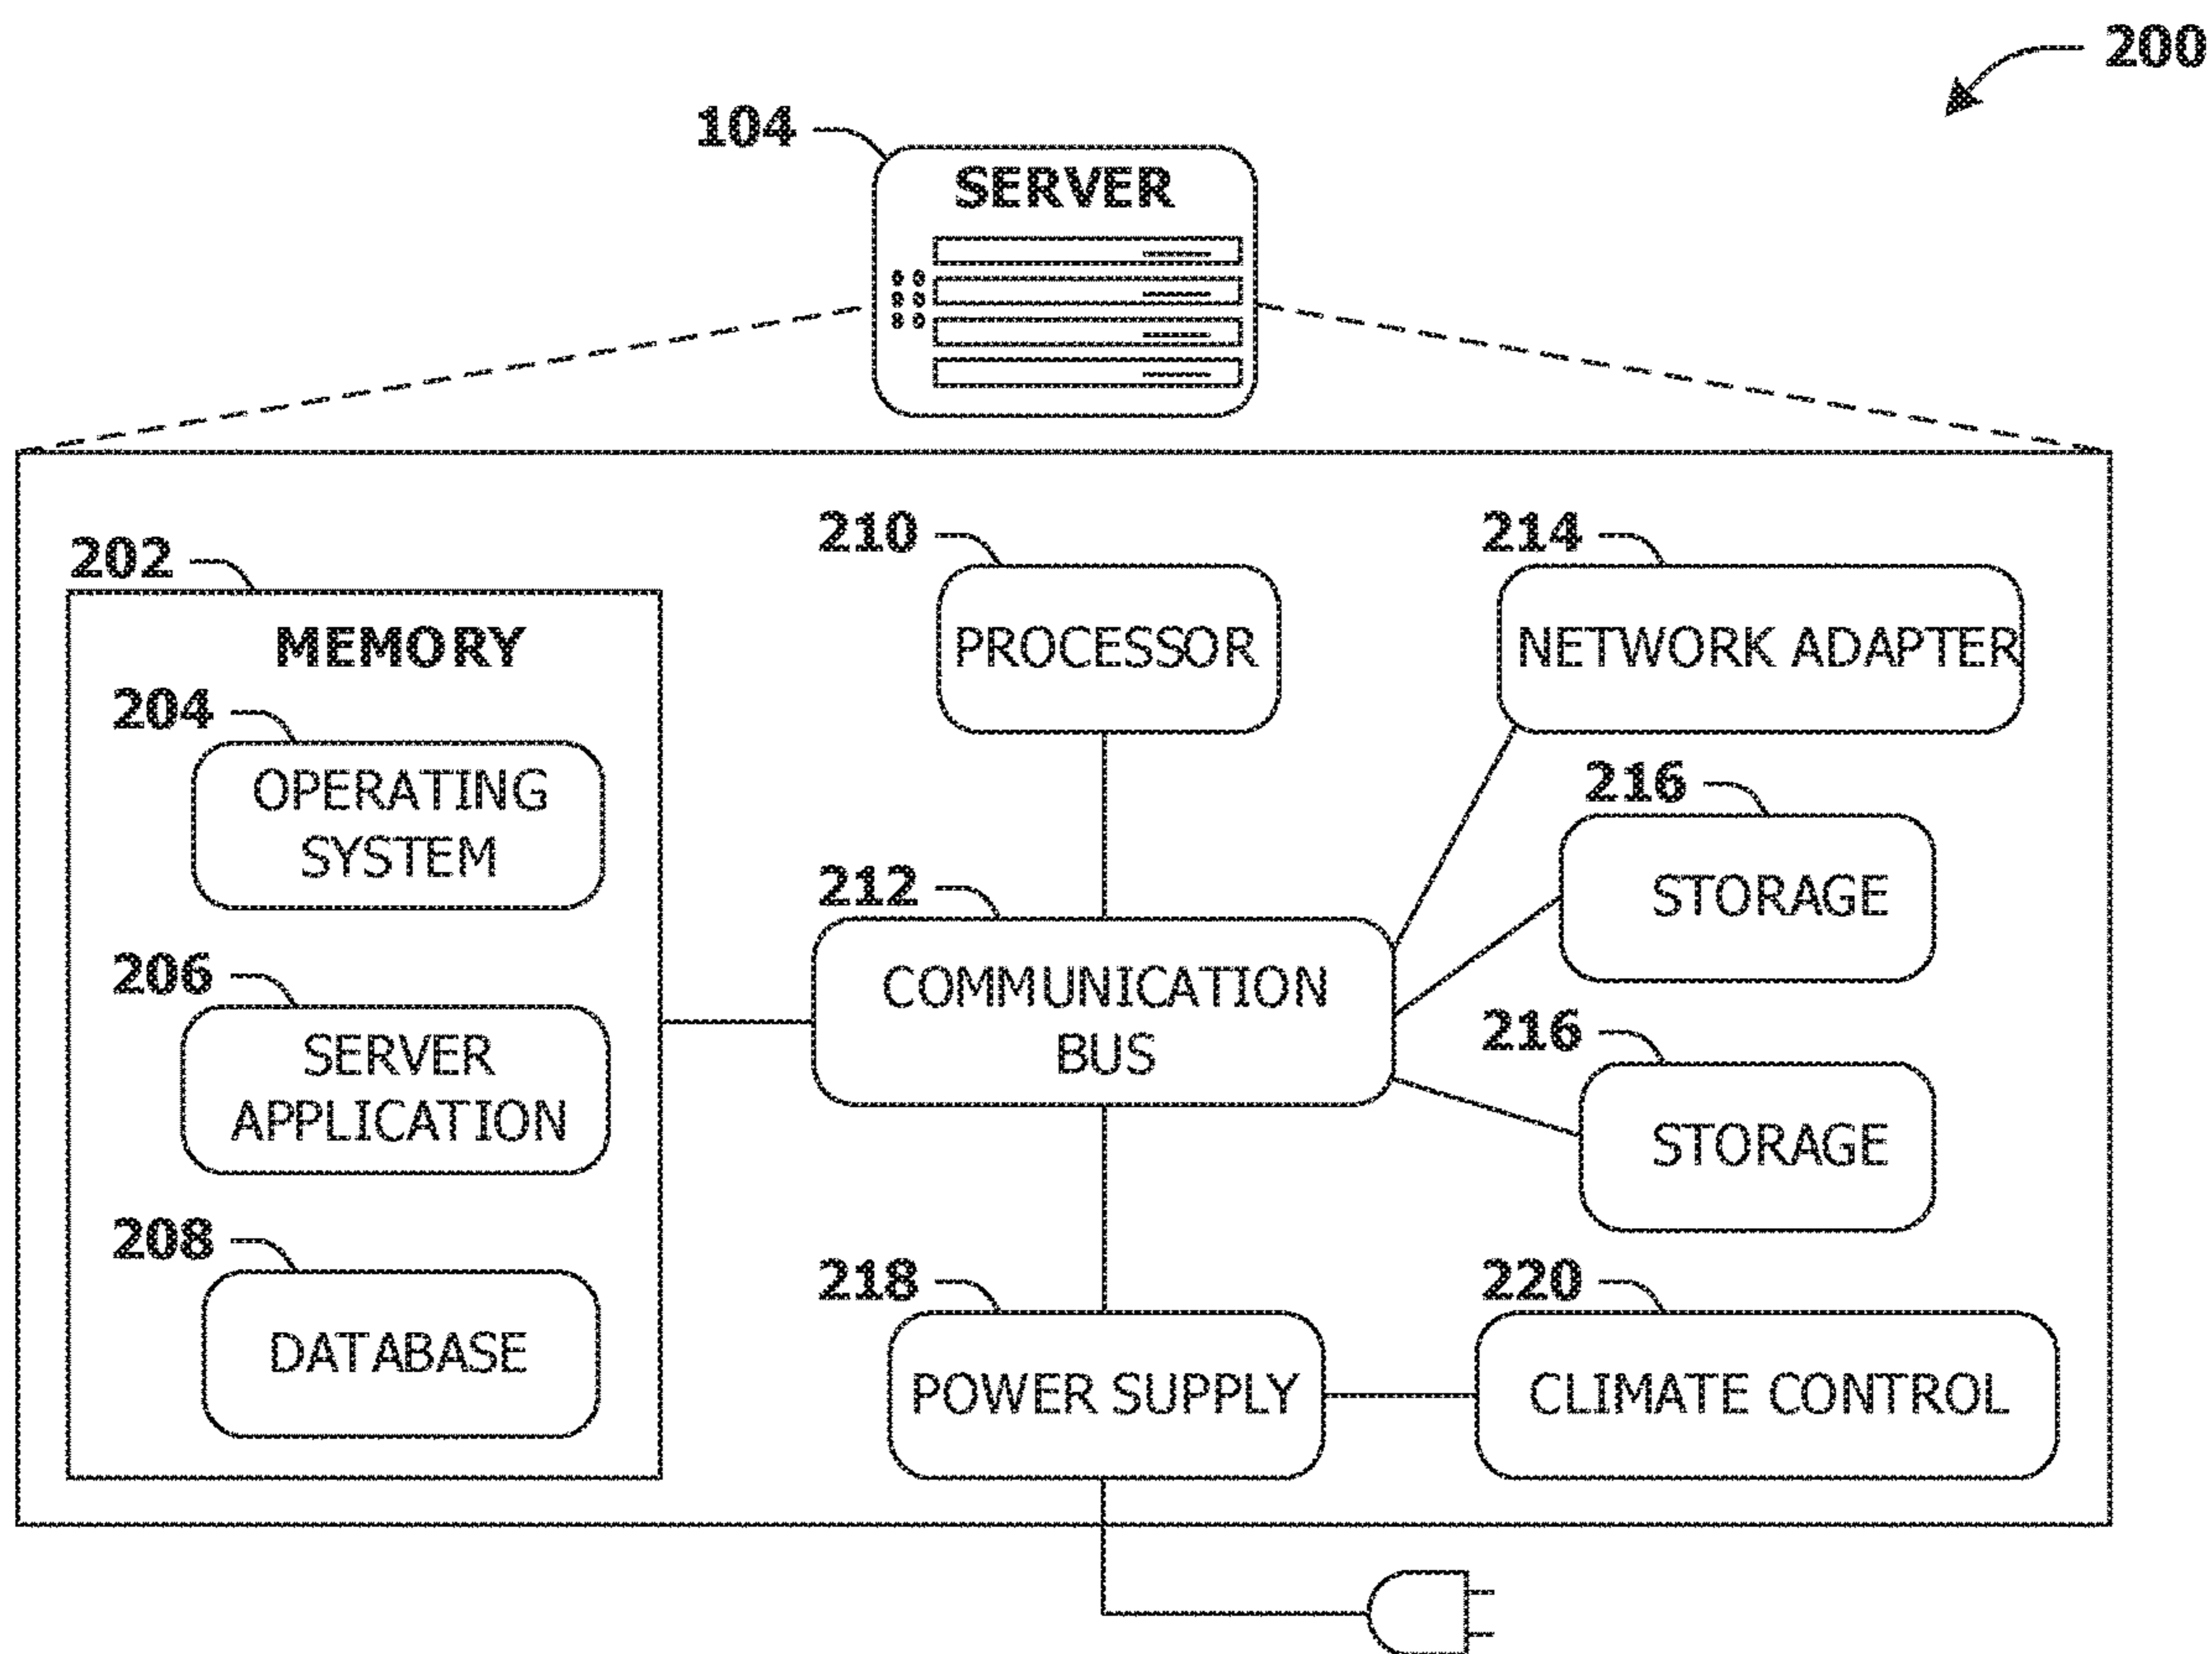 200
104
SERVER
202
MEMORY
204
OPERATING
SYSTEM
206
SERVER
APPLICATION
208
DATABASE
210
PROCESSOR
212
COMMUNICATION
BUS
214
NETWORK ADAPTER
216
STORAGE
216
STORAGE
218
POWER SUPPLY
220
CLIMATE CONTROL